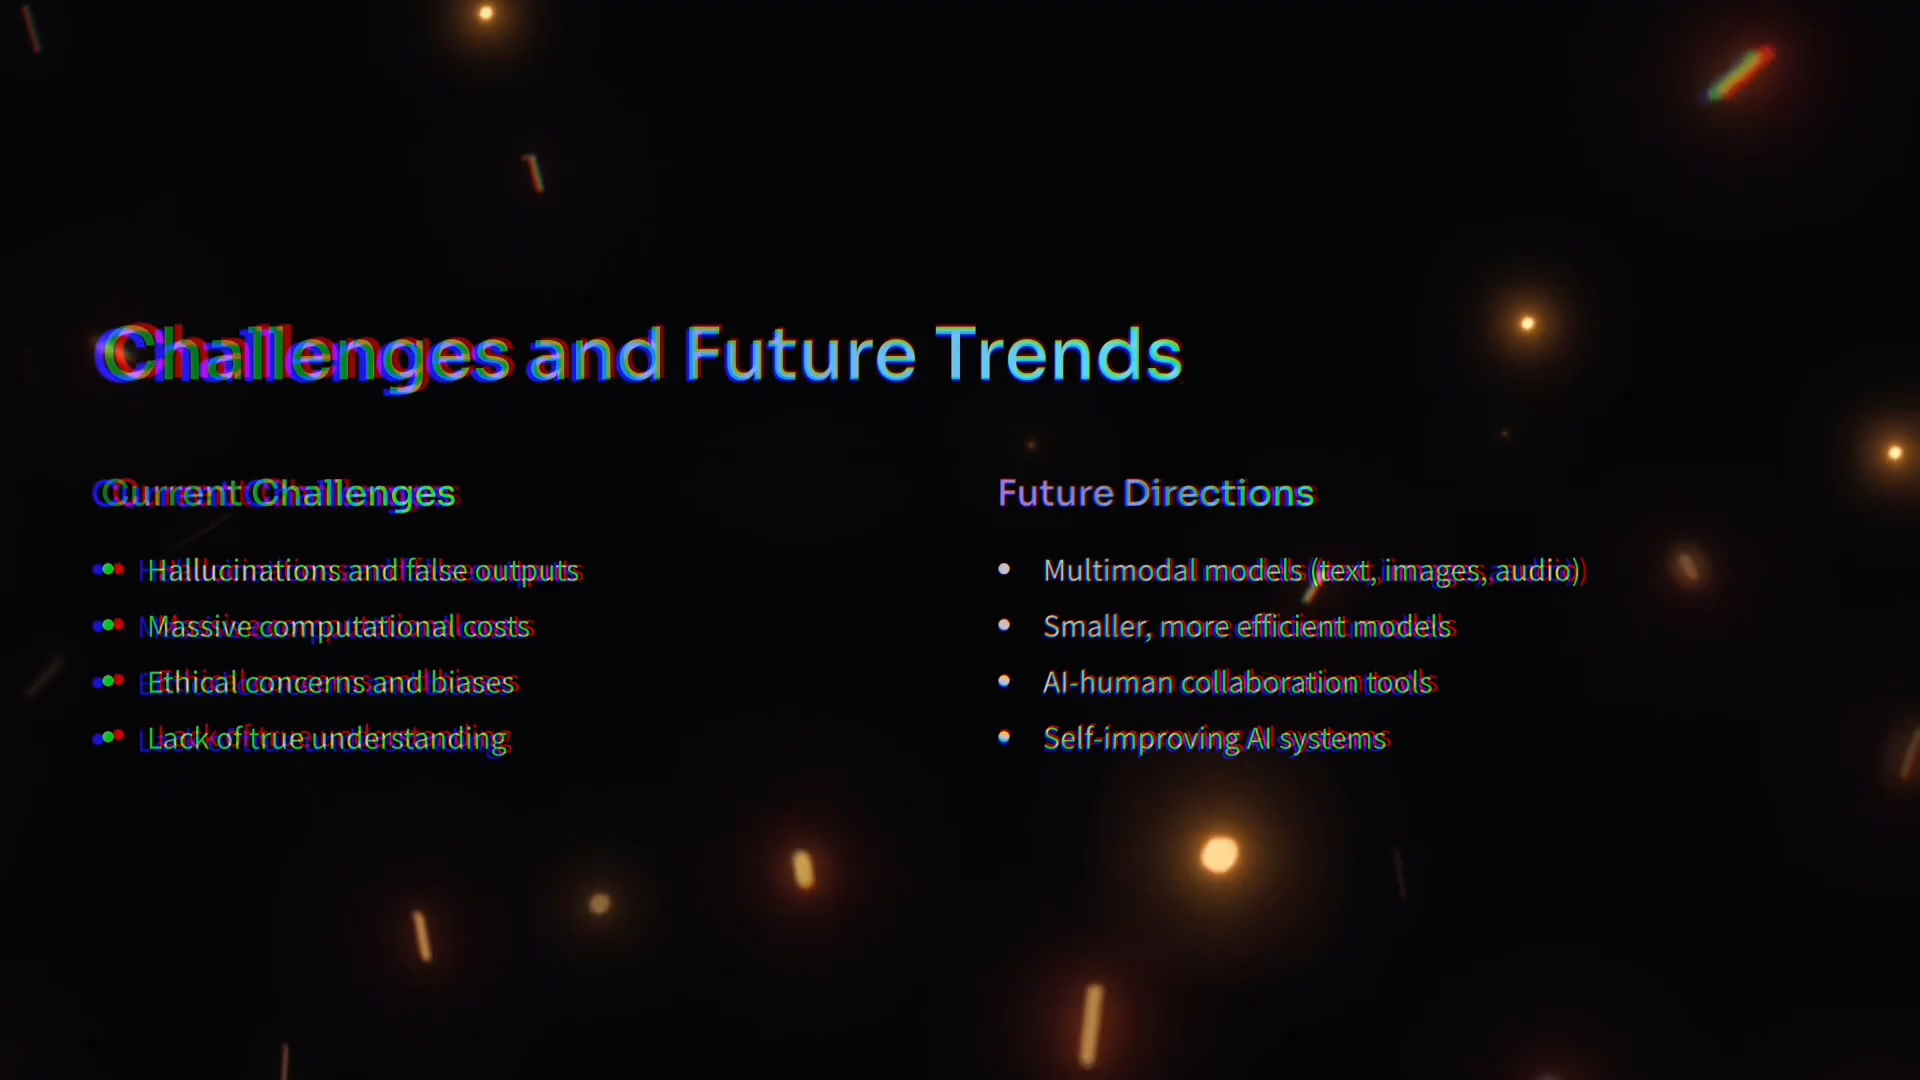 Challenges and Future Trends
Current Challenges
Hallucinations and false outputs
Massive computational costs
Ethical concerns and biases
Lack of true understanding
Future Directions
Multimodal models (text, images, audio)
Smaller, more efficient models
AI-human collaboration tools
Self-improving AI systems